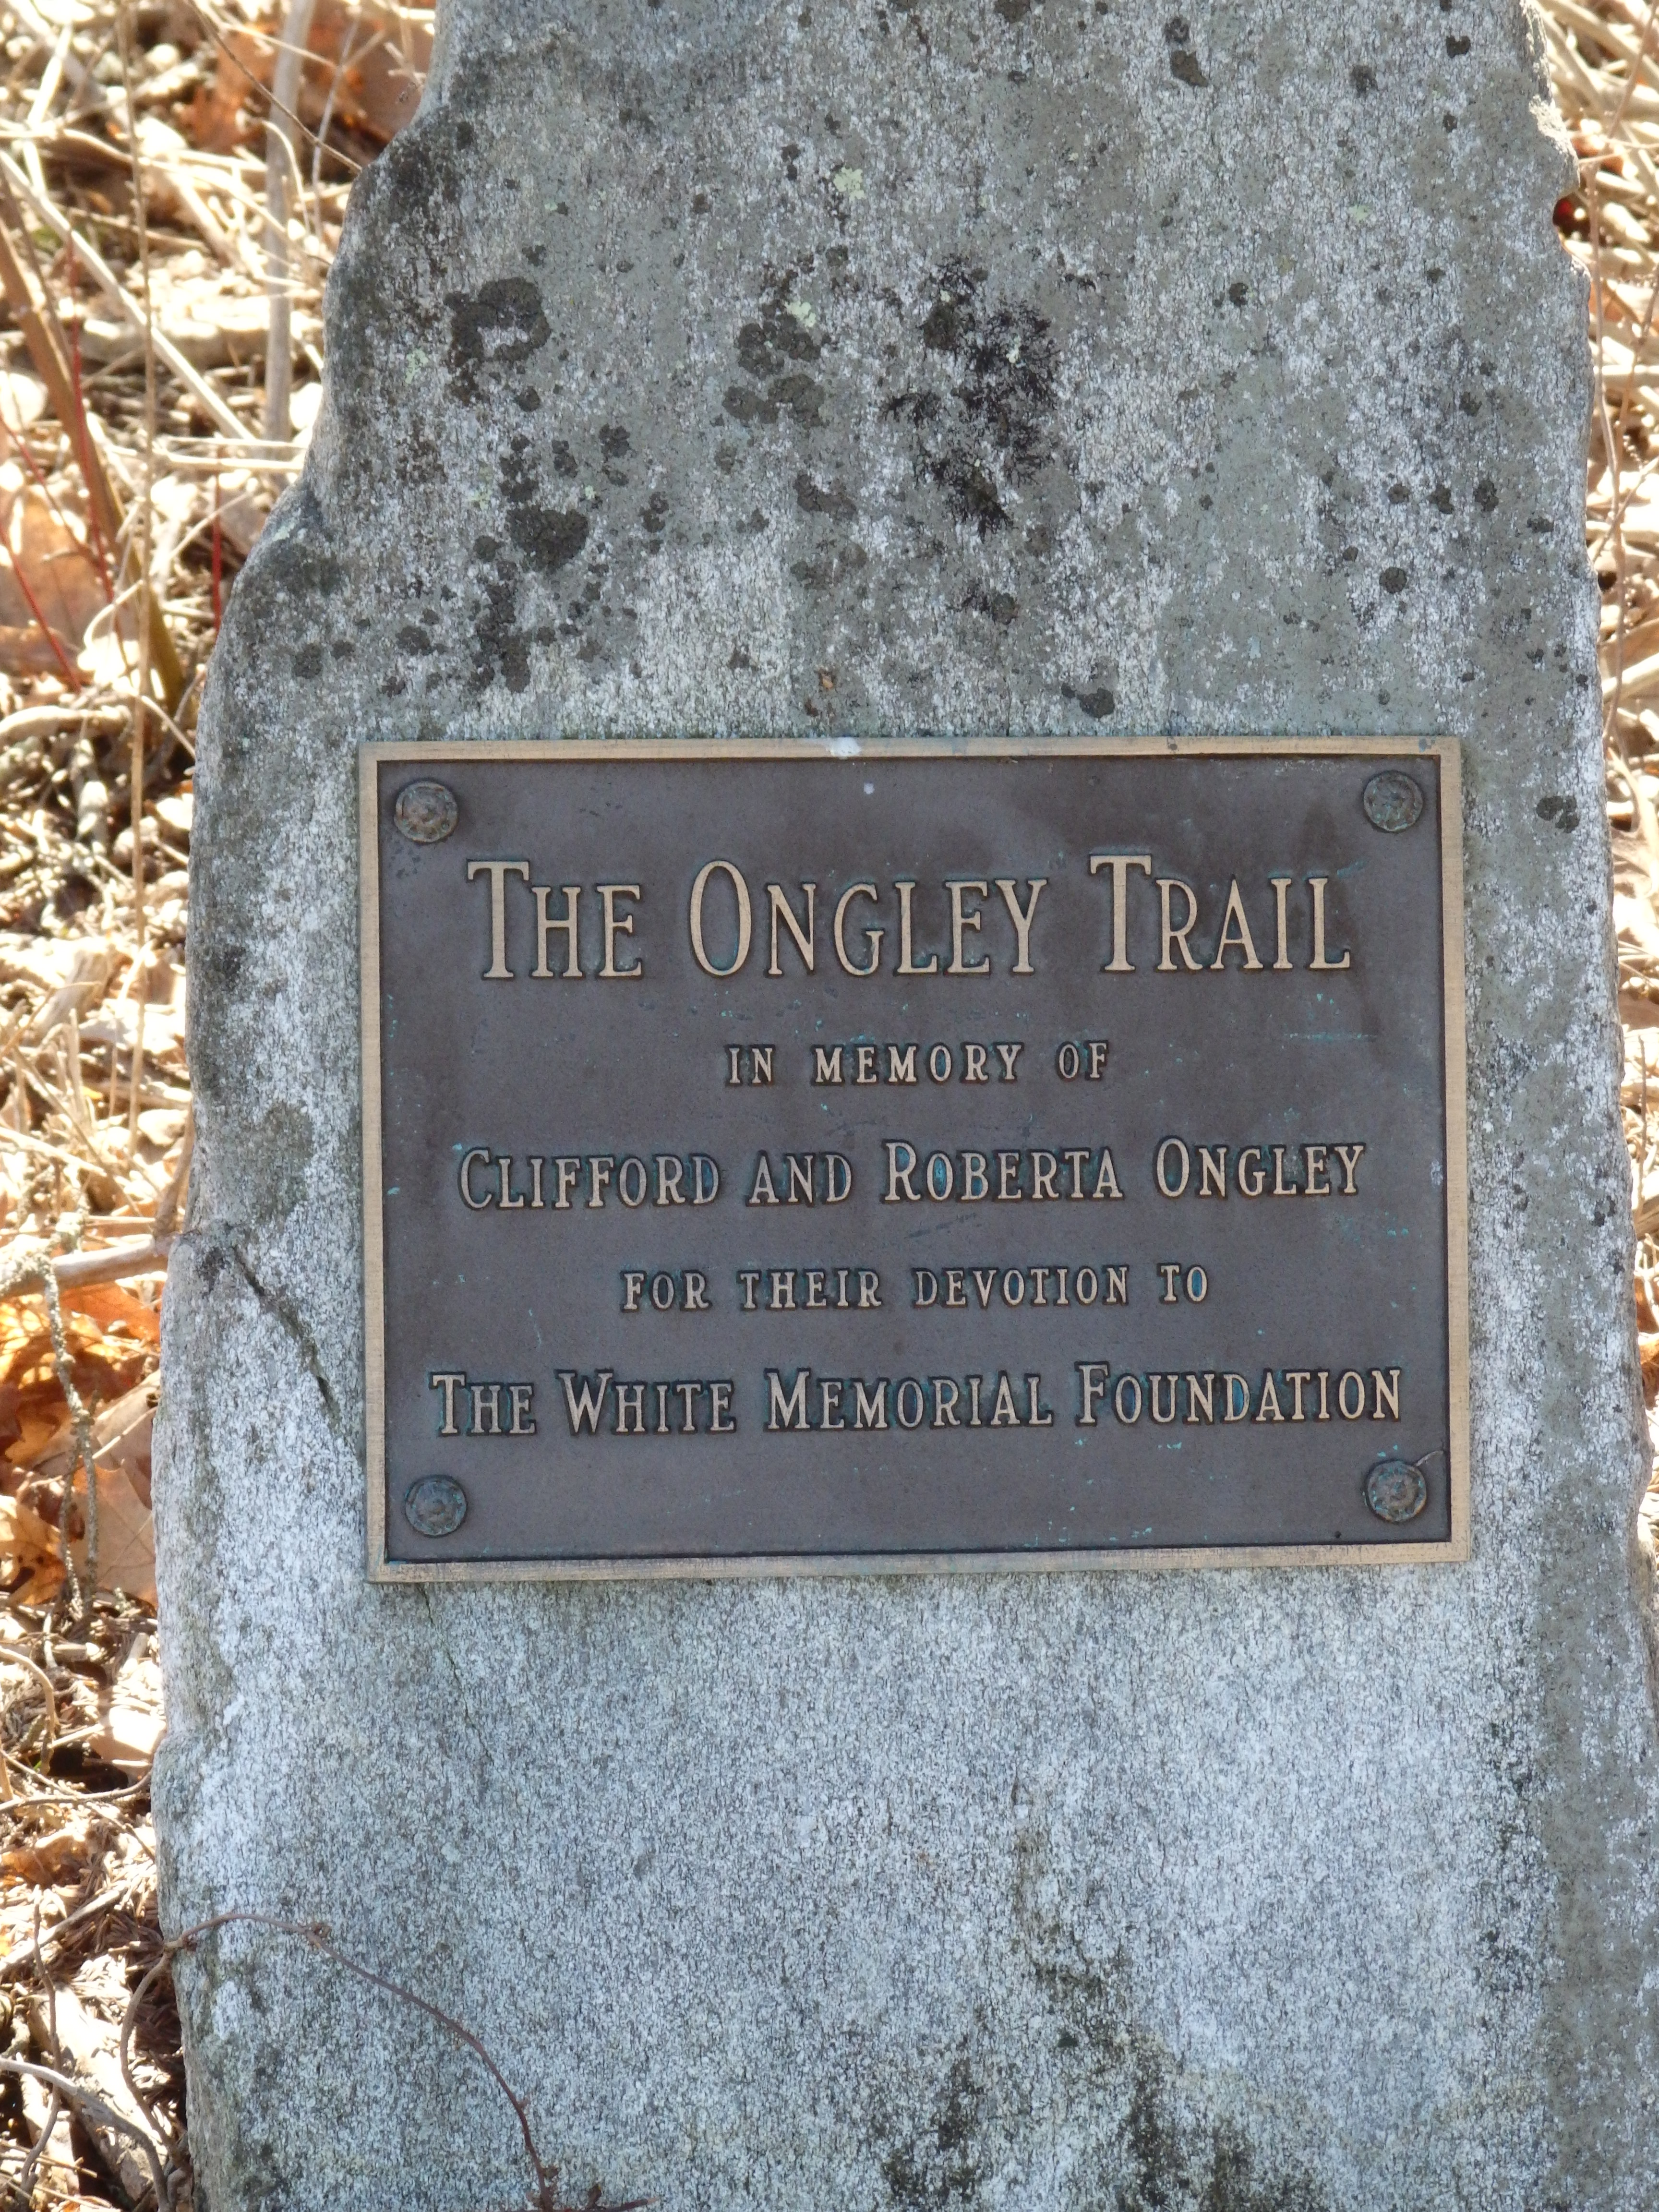 THE ONGLEY TRAIL
IN MEMORY OF
CLIFFORD AND ROBERTA ONGLEY
FOR THEIR DEVOTION TO
THE WHITE MEMORIAL FOUNDATION